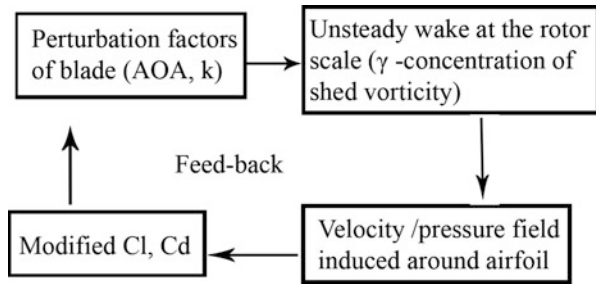 Perturbation factors
of blade (AOA, k)
Unsteady wake at the rotor
scale (γ -concentration of
shed vorticity)
Feed-back
Modified Cl, Cd
Velocity /pressure field
induced around airfoil